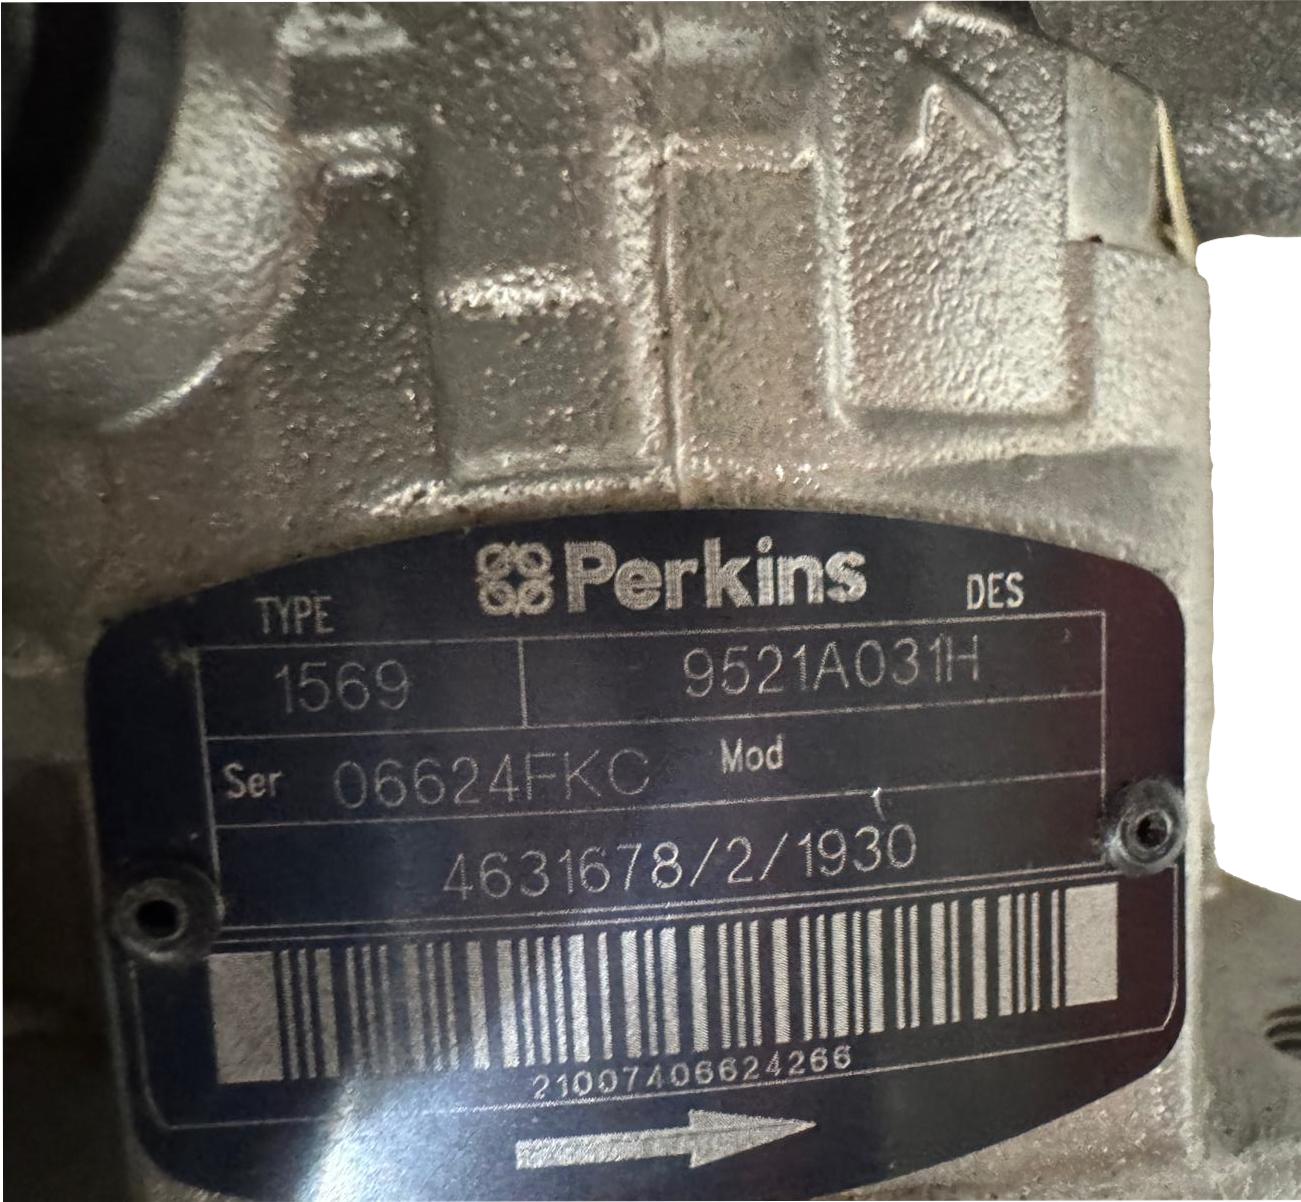 Perkins
TYPE DES
1569 9521A031H
Ser 06624FKC Mod
4631678/2/1930
21007406624266